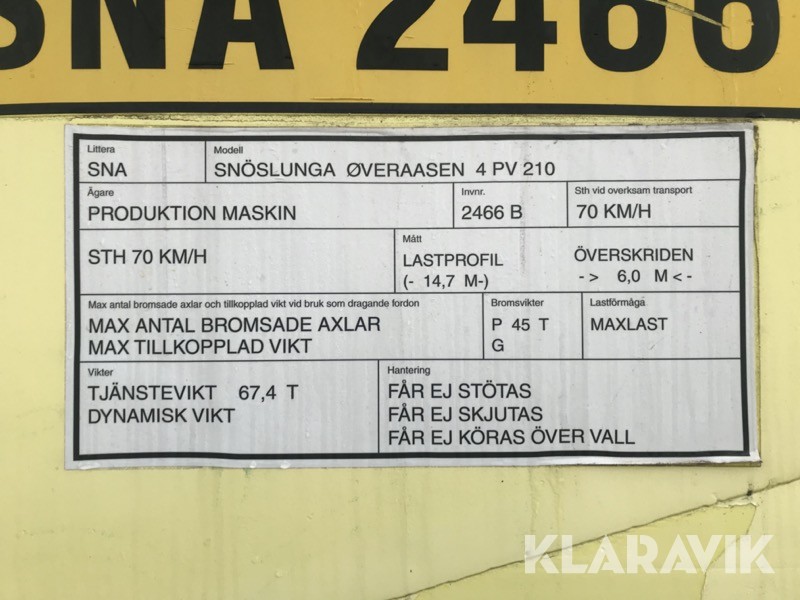 SNA 2466
Littera
SNA
Modell
SNÖSLUNGA ØVERAASEN 4 PV 210
Ägare
PRODUKTION MASKIN
Invnr.
2466 B
Sth vid overksam transport
70 KM/H
STH 70 KM/H
Mått
LASTPROFIL ÖVERSKRIDEN
(- 14,7 M-) -> 6,0 M <-
Max antal bromsade axlar och tillkopplad vikt vid bruk som dragande fordon
MAX ANTAL BROMSADE AXLAR
MAX TILLKOPPLAD VIKT
Bromsvikter
P 45 T
G
Lastförmåga
MAXLAST
Vikter
TJÄNSTEVIKT 67,4 T
DYNAMISK VIKT
Hantering
FÅR EJ STÖTAS
FÅR EJ SKJUTAS
FÅR EJ KÖRAS ÖVER VALL
KLARAVIK